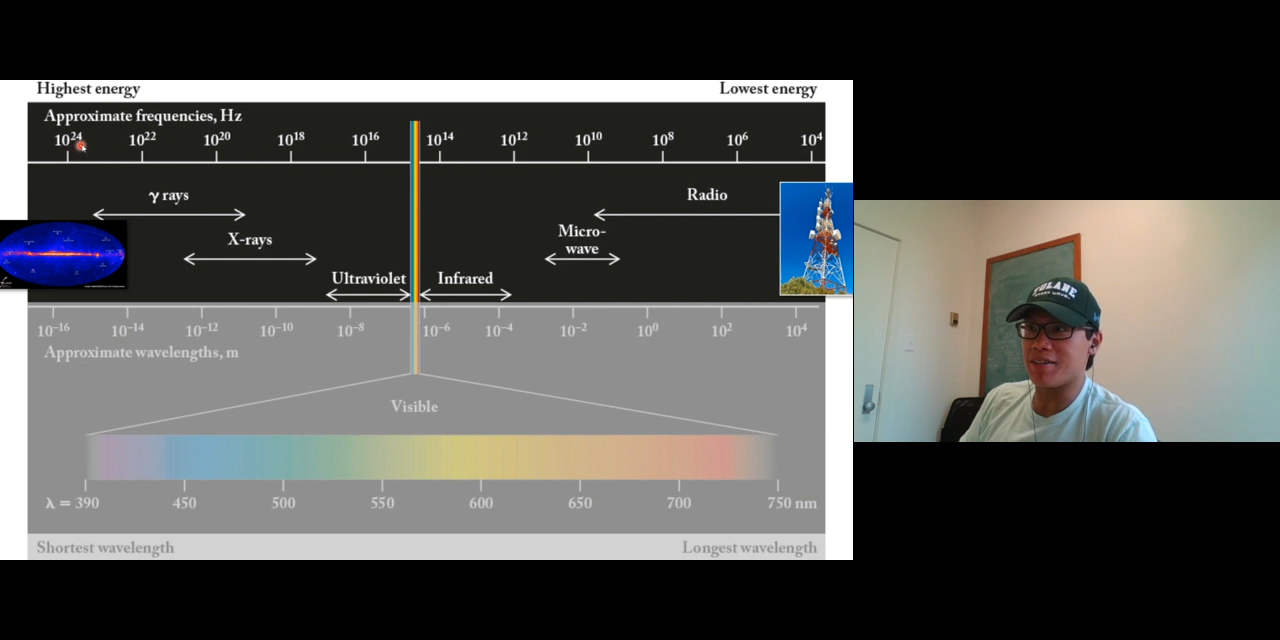 Highest energy
Lowest energy
Approximate frequencies, Hz
10²⁴ 10²² 10²⁰ 10¹⁸ 10¹⁶ 10¹⁴ 10¹² 10¹⁰ 10⁸ 10⁶ 10⁴
γ rays
Radio
X-rays
Micro-
wave
Ultraviolet
Infrared
10⁻¹⁶ 10⁻¹⁴ 10⁻¹² 10⁻¹⁰ 10⁻⁸ 10⁻⁶ 10⁻⁴ 10⁻² 10⁰ 10² 10⁴
Approximate wavelengths, m
Visible
λ = 390 450 500 550 600 650 700 750 nm
Shortest wavelength
Longest wavelength
TULANE